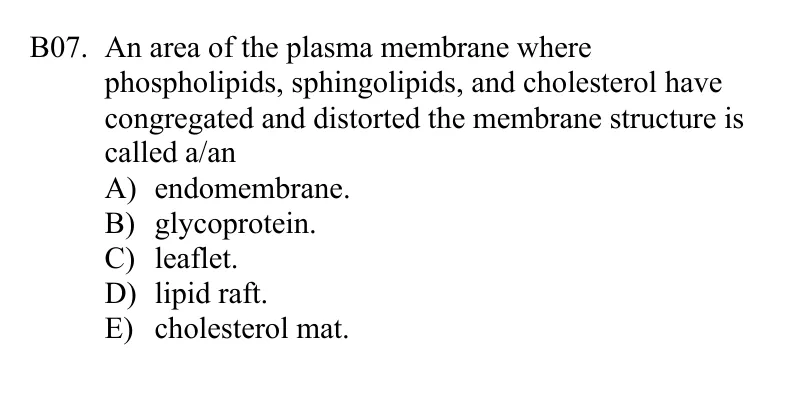 B07. An area of the plasma membrane where
phospholipids, sphingolipids, and cholesterol have
congregated and distorted the membrane structure is
called a/an
A) endomembrane.
B) glycoprotein.
C) leaflet.
D) lipid raft.
E) cholesterol mat.